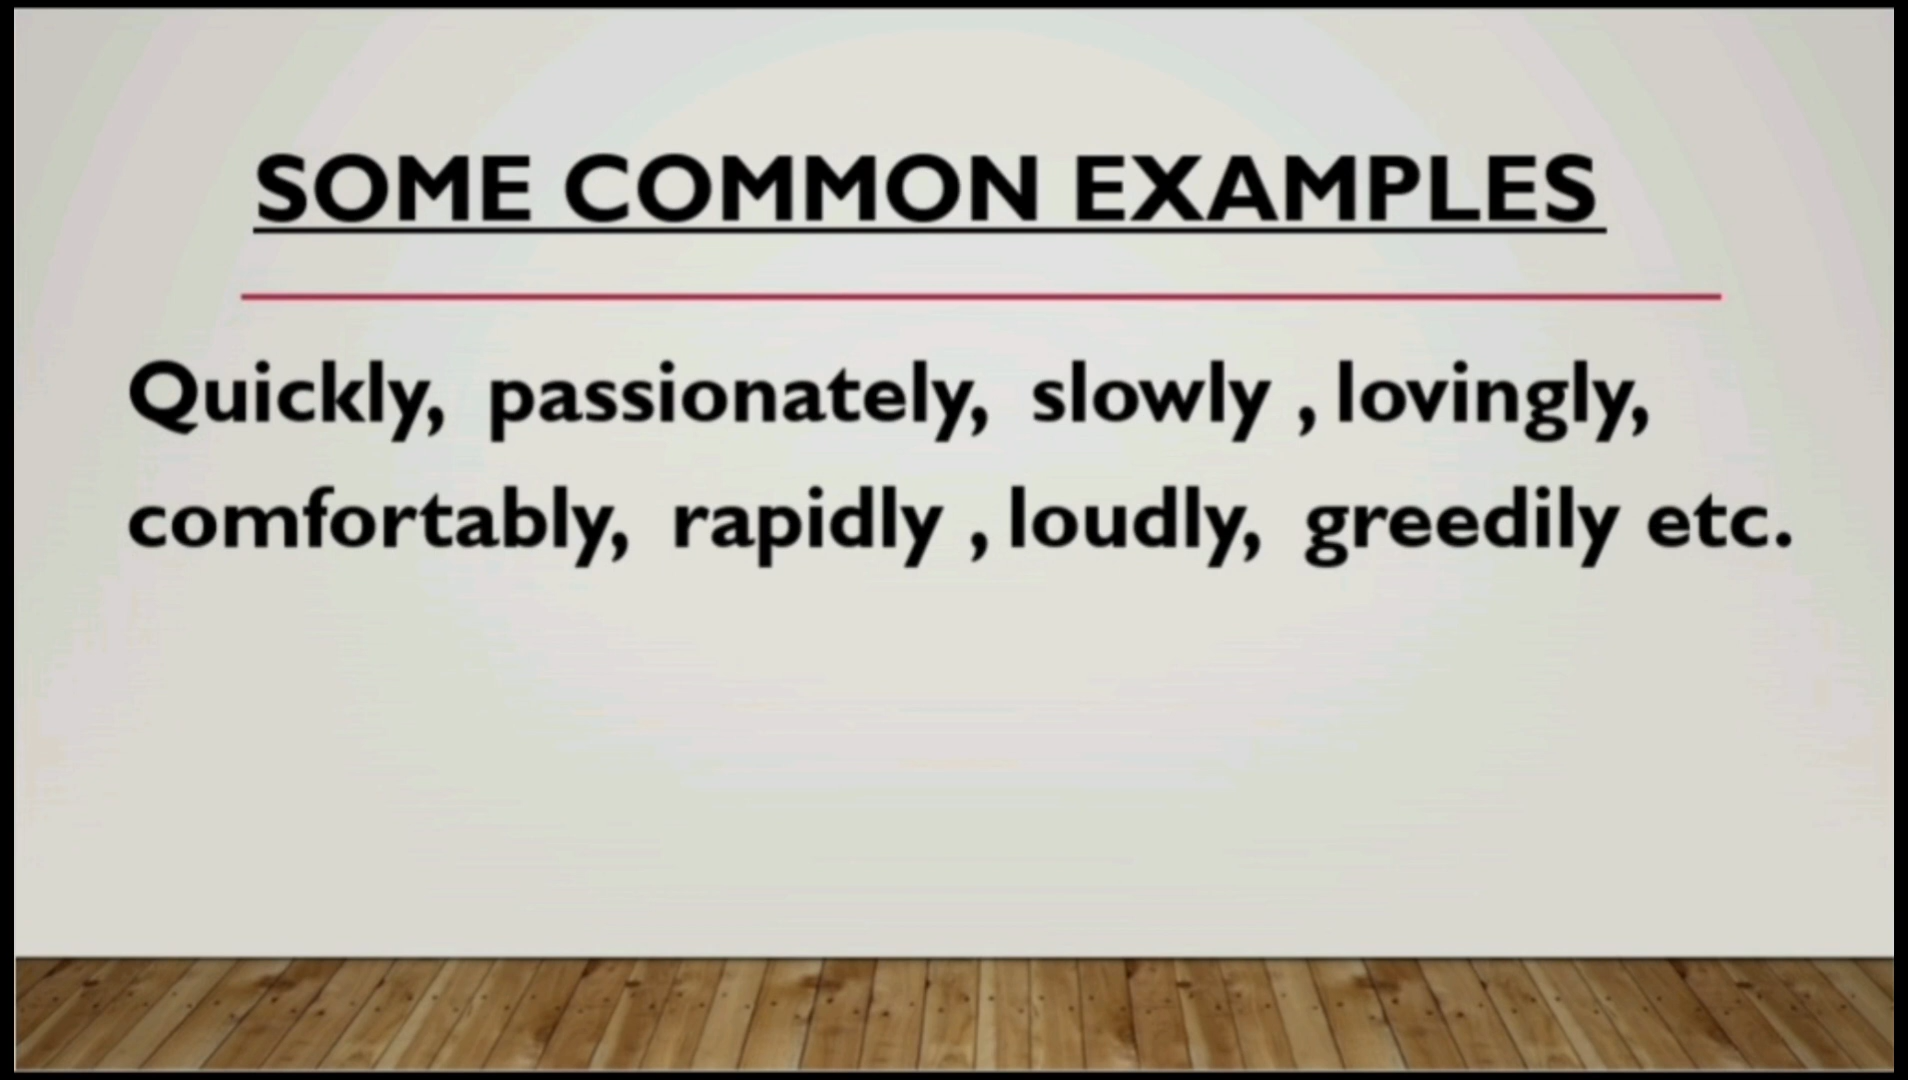 SOME COMMON EXAMPLES
Quickly, passionately, slowly , lovingly,
comfortably, rapidly , loudly, greedily etc.